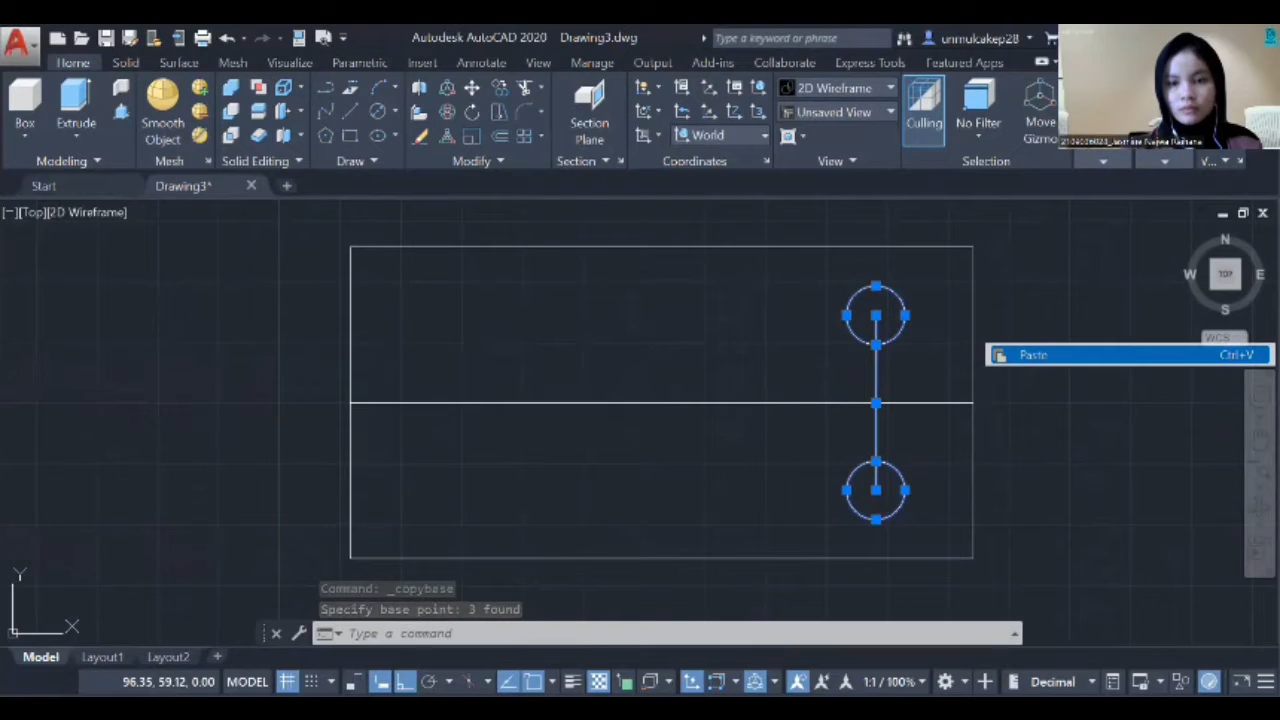 Autodesk AutoCAD 2020 Drawing3.dwg
Type a keyword or phrase
unmulcakep28
Home Solid Surface Mesh Visualize Parametric Insert Annotate View Manage Output Add-ins Collaborate Express Tools Featured Apps
Box
Extrude
Smooth
Object
Section
Plane
2D Wireframe
Unsaved View
World
Culling
No Filter
Move
Gizmo
Modeling Mesh Solid Editing Draw Modify Section Coordinates View Selection V...
Start Drawing3*
[−][Top][2D Wireframe]
N
W TOP E
S
WCS
Paste Ctrl+V
Command: _copybase
Specify base point: 3 found
Type a command
Y
X
Model Layout1 Layout2
96.35, 59.12, 0.00 MODEL 1:1 / 100% Decimal